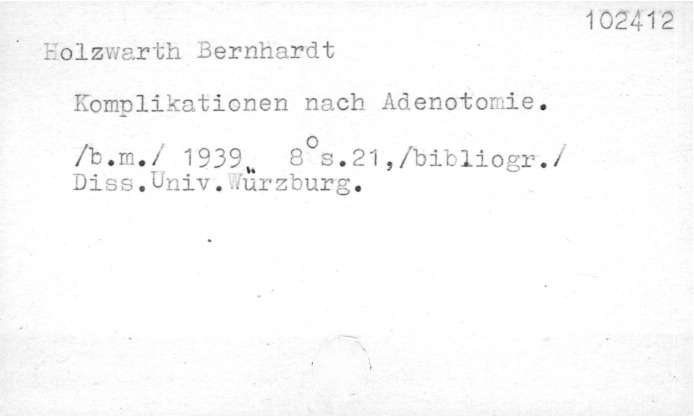 102412
Holzwarth Bernhardt
Komplikationen nach Adenotomie.
/b.m./ 1939, 8°s.21,/bibliogr./
Diss.Univ.Würzburg.